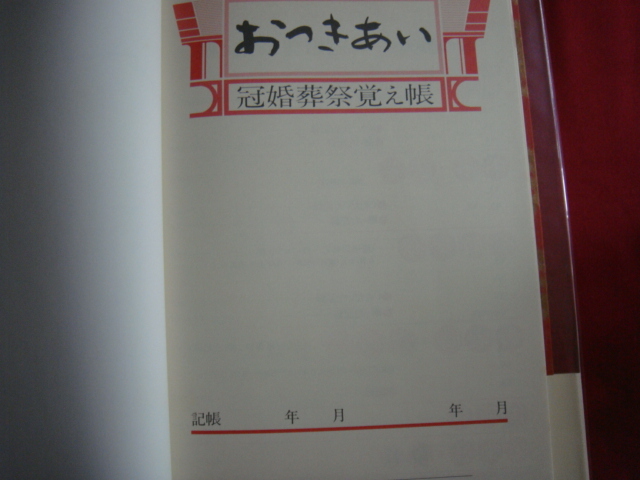 おつきあい
冠婚葬祭覚え帳
記帳 年 月 年 月